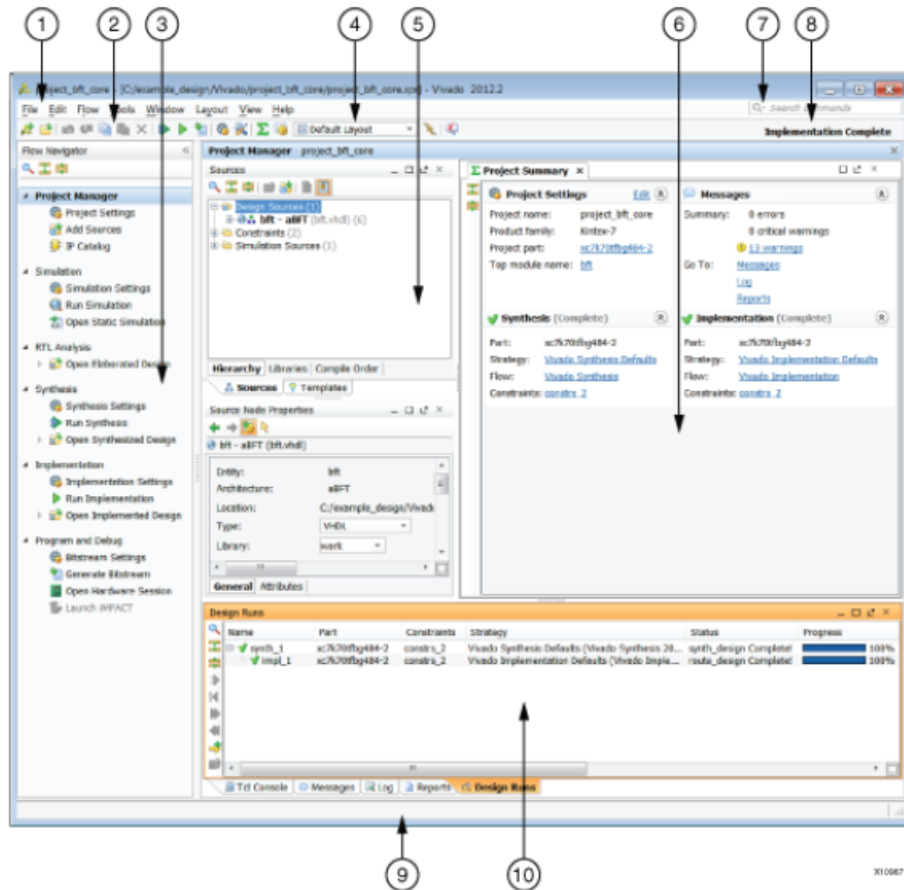 1 2 3 4 5 6 7 8
project_bft_core - [C:/example_design/Vivado/project_bft_core/project_bft_core.xpr] - Vivado 2012.2
File Edit Flow Tools Window Layout View Help
Search commands
Default Layout
Implementation Complete
Flow Navigator
Project Manager
Project Settings
Add Sources
IP Catalog
Simulation
Simulation Settings
Run Simulation
Open Static Simulation
RTL Analysis
Open Elaborated Design
Synthesis
Synthesis Settings
Run Synthesis
Open Synthesized Design
Implementation
Implementation Settings
Run Implementation
Open Implemented Design
Program and Debug
Bitstream Settings
Generate Bitstream
Open Hardware Session
Launch iMPACT
Project Manager project_bft_core
Sources
Design Sources (1)
bft - aBFT (bft.vhdl) (6)
Constraints (2)
Simulation Sources (1)
Hierarchy Libraries Compile Order
Sources Templates
Source Node Properties
bft - aBFT (bft.vhdl)
Entity: bft
Architecture: aBFT
Location: C:/example_design/Vivado
Type: VHDL
Library: work
General Attributes
Project Summary
Project Settings Edit
Project name: project_bft_core
Product family: Kintex-7
Project part: xc7k70tfbg484-2
Top module name: bft
Messages
Summary: 0 errors
0 critical warnings
13 warnings
Go To: Messages
Log
Reports
Synthesis (Complete)
Part: xc7k70tfbg484-2
Strategy: Vivado Synthesis Defaults
Flow: Vivado Synthesis
Constraints: constrs_2
Implementation (Complete)
Part: xc7k70tfbg484-2
Strategy: Vivado Implementation Defaults
Flow: Vivado Implementation
Constraints: constrs_2
Design Runs
Name Part Constraints Strategy Status Progress
synth_1 xc7k70tfbg484-2 constrs_2 Vivado Synthesis Defaults (Vivado Synthesis 20... synth_design Complete! 100%
impl_1 xc7k70tfbg484-2 constrs_2 Vivado Implementation Defaults (Vivado Imple... route_design Complete! 100%
Tcl Console Messages Log Reports Design Runs
9 10
X10967